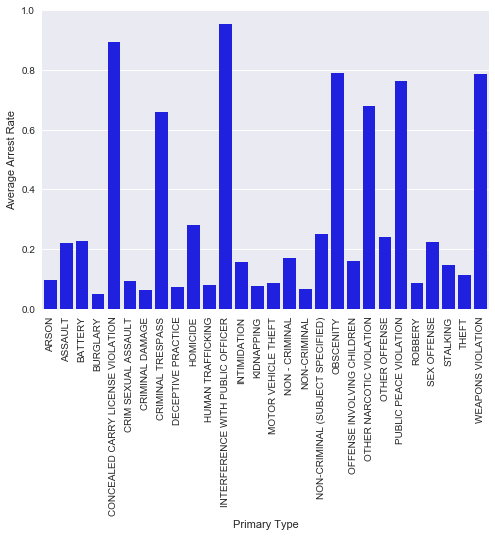 1.0
0.8
0.6
0.4
0.2
0.0
Average Arrest Rate
ARSON
ASSAULT
BATTERY
BURGLARY
CONCEALED CARRY LICENSE VIOLATION
CRIM SEXUAL ASSAULT
CRIMINAL DAMAGE
CRIMINAL TRESPASS
DECEPTIVE PRACTICE
HOMICIDE
HUMAN TRAFFICKING
INTERFERENCE WITH PUBLIC OFFICER
INTIMIDATION
KIDNAPPING
MOTOR VEHICLE THEFT
NON - CRIMINAL
NON-CRIMINAL
NON-CRIMINAL (SUBJECT SPECIFIED)
OBSCENITY
OFFENSE INVOLVING CHILDREN
OTHER NARCOTIC VIOLATION
OTHER OFFENSE
PUBLIC PEACE VIOLATION
ROBBERY
SEX OFFENSE
STALKING
THEFT
WEAPONS VIOLATION
Primary Type